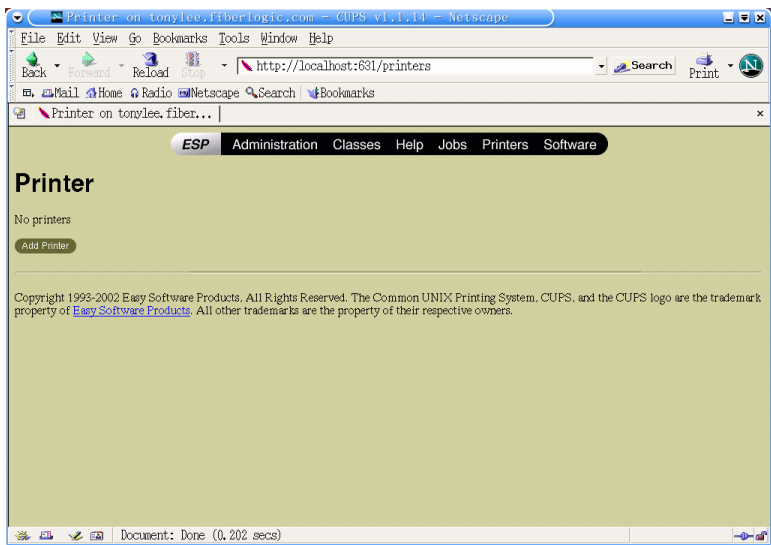 Printer on tonylee.fiberlogic.com - CUPS v1.1.14 - Netscape
File Edit View Go Bookmarks Tools Window Help
Back Forward Reload Stop http://localhost:631/printers Search Print N
Mail Home Radio Netscape Search Bookmarks
Printer on tonylee.fiber...
ESP Administration Classes Help Jobs Printers Software
Printer
No printers
Add Printer
Copyright 1993-2002 Easy Software Products, All Rights Reserved. The Common UNIX Printing System, CUPS, and the CUPS logo are the trademark
property of Easy Software Products. All other trademarks are the property of their respective owners.
Document: Done (0.202 secs)